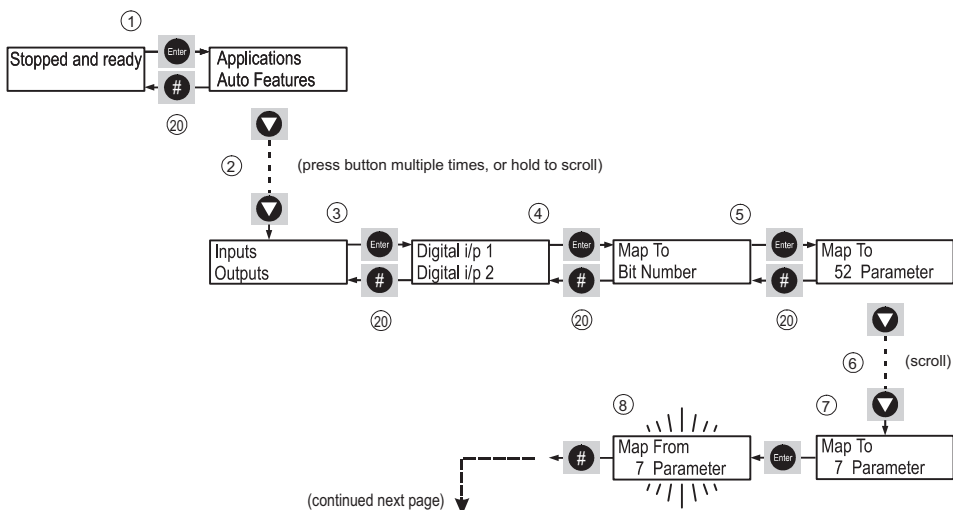 ①
Stopped and ready
Enter
#
⑳
Applications
Auto Features
②
(press button multiple times, or hold to scroll)
Inputs
Outputs
③
Enter
#
⑳
Digital i/p 1
Digital i/p 2
④
Enter
#
⑳
Map To
Bit Number
⑤
Enter
#
⑳
Map To
52 Parameter
⑥
(scroll)
⑦
Map To
7 Parameter
Enter
⑧
Map From
7 Parameter
#
(continued next page)